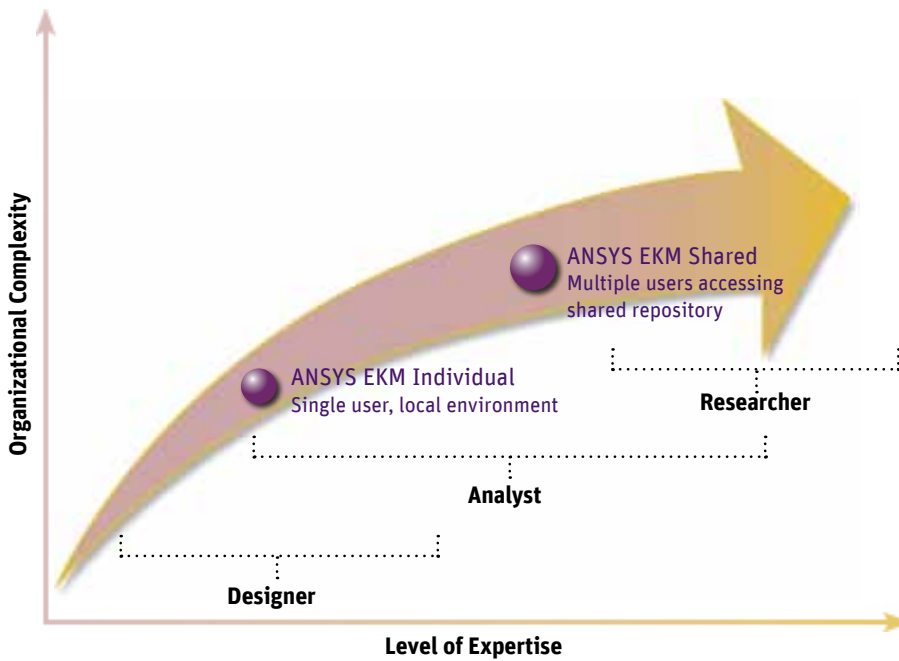 Organizational Complexity
ANSYS EKM Shared
Multiple users accessing
shared repository
ANSYS EKM Individual
Single user, local environment
Researcher
Analyst
Designer
Level of Expertise